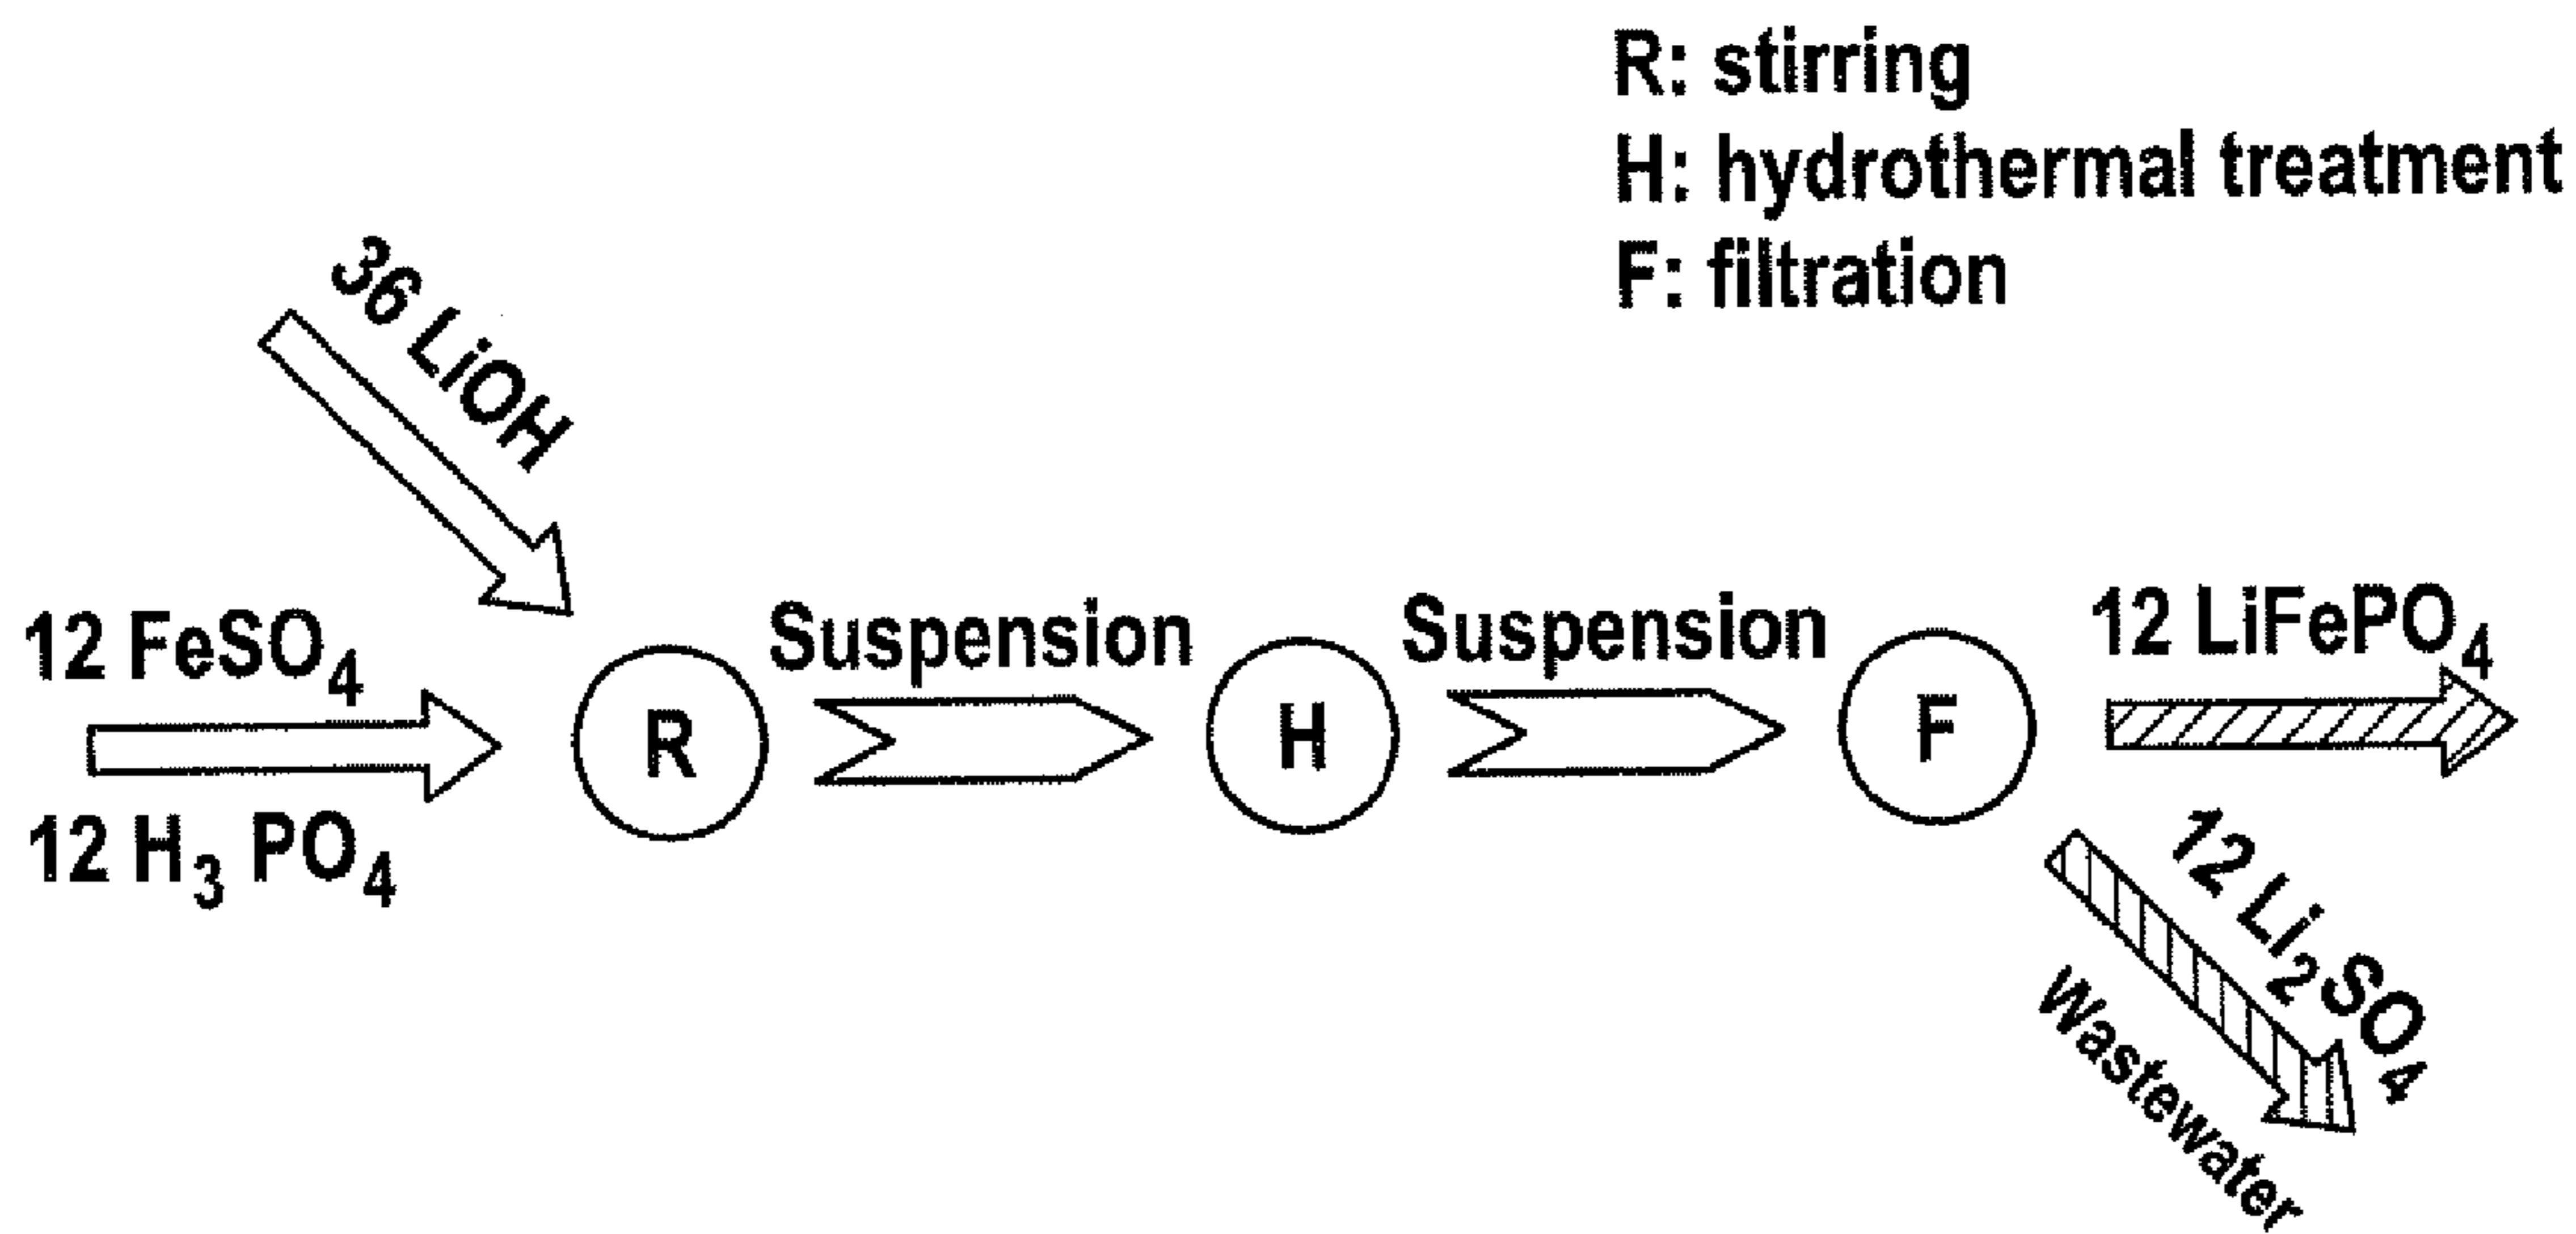 R: stirring
H: hydrothermal treatment
F: filtration
36 LiOH
12 FeSO4
12 H3 PO4
R
Suspension
H
Suspension
F
12 LiFePO4
12 Li2SO4
Wastewater